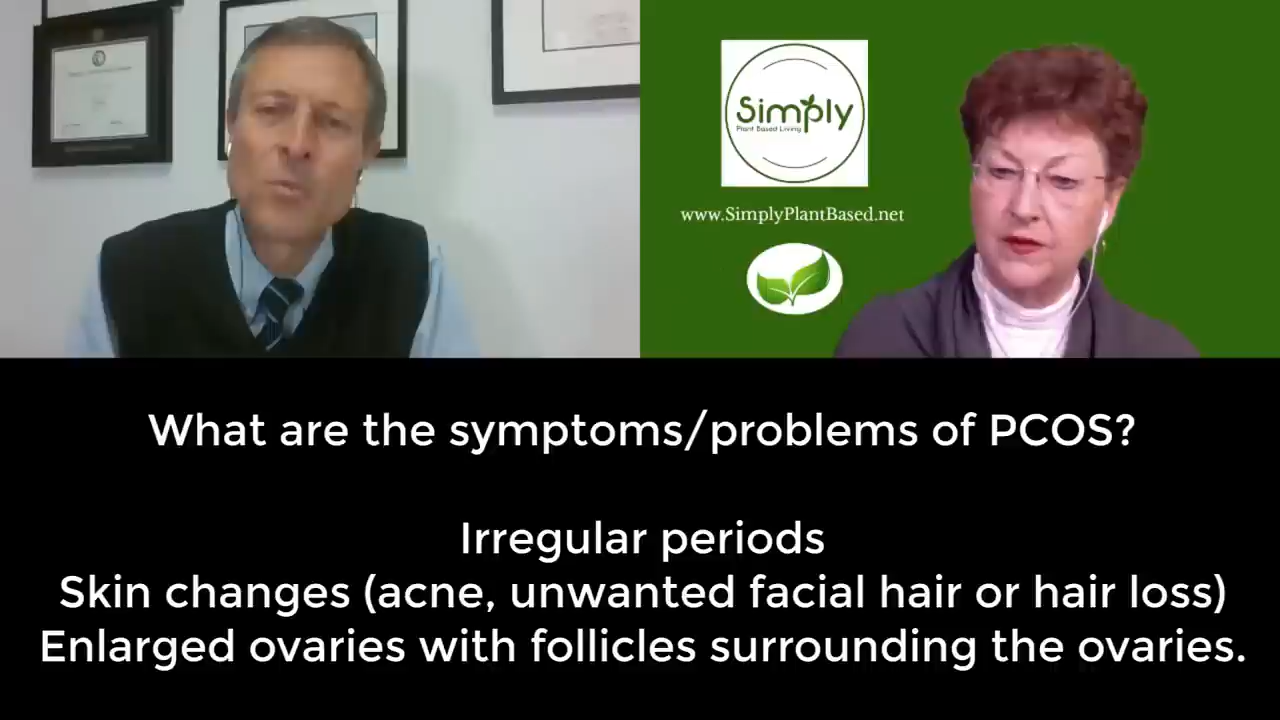 Simply
Plant Based Living
www.SimplyPlantBased.net
What are the symptoms/problems of PCOS?
Irregular periods
Skin changes (acne, unwanted facial hair or hair loss)
Enlarged ovaries with follicles surrounding the ovaries.